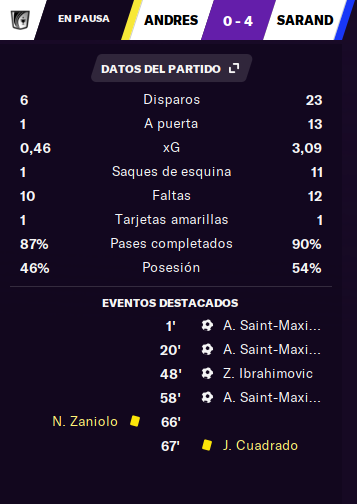 EN PAUSA ANDRES 0 - 4 SARAND
DATOS DEL PARTIDO
6 Disparos 23
1 A puerta 13
0,46 xG 3,09
1 Saques de esquina 11
10 Faltas 12
1 Tarjetas amarillas 1
87% Pases completados 90%
46% Posesión 54%
EVENTOS DESTACADOS
1' A. Saint-Maxi...
20' A. Saint-Maxi...
48' Z. Ibrahimovic
58' A. Saint-Maxi...
N. Zaniolo 66'
67' J. Cuadrado